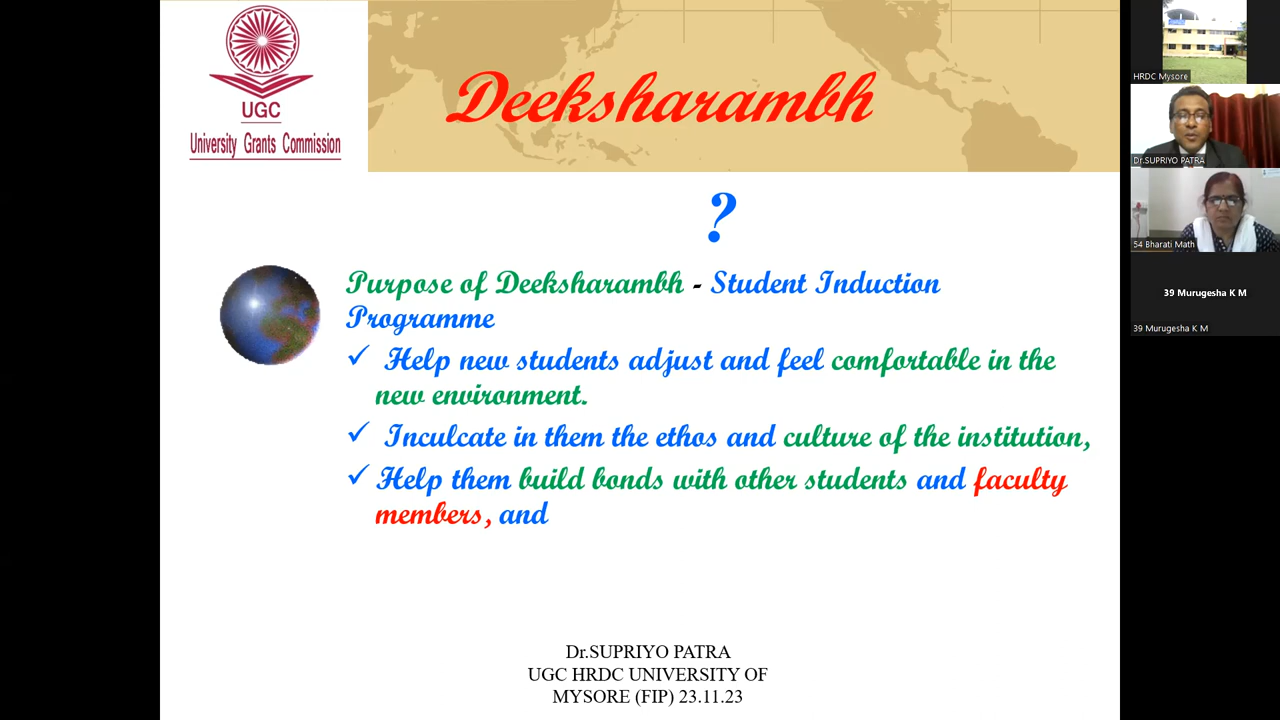 UGC
University Grants Commission
Deeksharambh
?
Purpose of Deeksharambh - Student Induction
Programme
✓ Help new students adjust and feel comfortable in the
new environment.
✓ Inculcate in them the ethos and culture of the institution,
✓ Help them build bonds with other students and faculty
members, and
Dr.SUPRIYO PATRA
UGC HRDC UNIVERSITY OF
MYSORE (FIP) 23.11.23
HRDC Mysore
Dr.SUPRIYO PATRA
54 Bharati Math
39 Murugesha K M
39 Murugesha K M